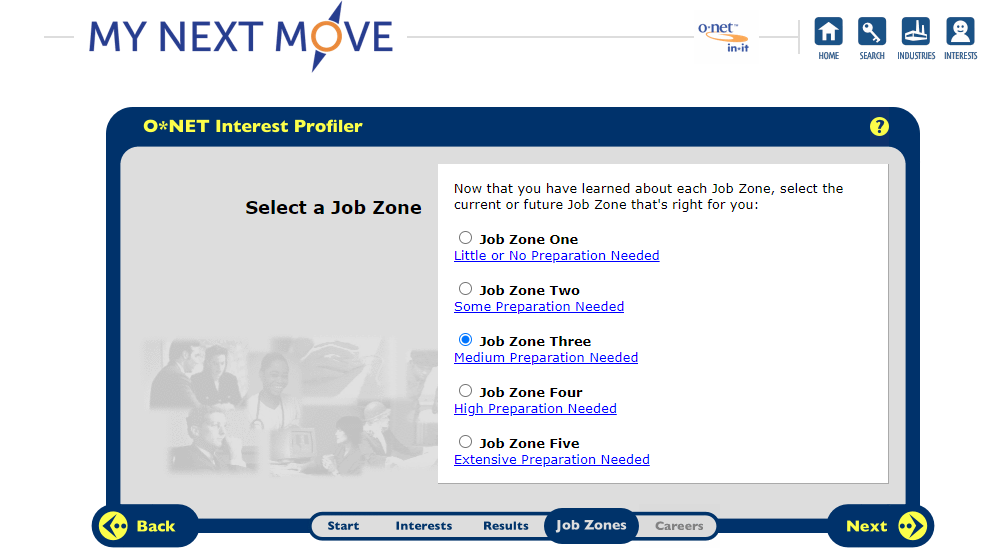 MY NEXT MOVE
o·net™
in·it
HOME
SEARCH
INDUSTRIES
INTERESTS
O*NET Interest Profiler
?
Select a Job Zone
Now that you have learned about each Job Zone, select the
current or future Job Zone that's right for you:
Job Zone One
Little or No Preparation Needed
Job Zone Two
Some Preparation Needed
Job Zone Three
Medium Preparation Needed
Job Zone Four
High Preparation Needed
Job Zone Five
Extensive Preparation Needed
Back
Start
Interests
Results
Job Zones
Careers
Next